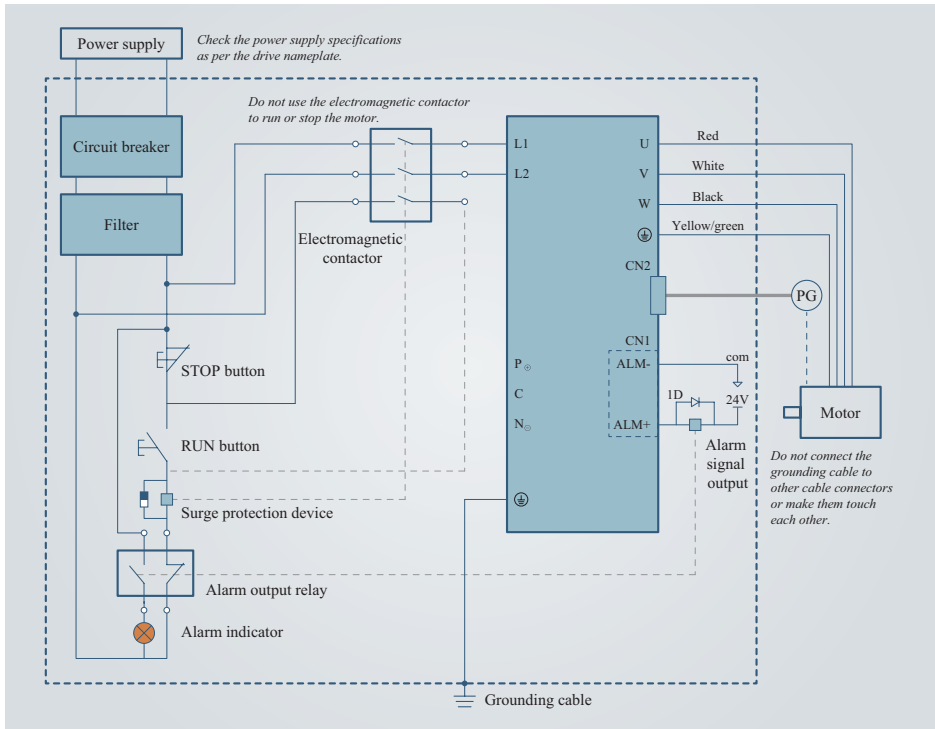 Power supply
Check the power supply specifications
as per the drive nameplate.
Do not use the electromagnetic contactor
to run or stop the motor.
Circuit breaker
Filter
Electromagnetic
contactor
L1
L2
U
V
W
Red
White
Black
Yellow/green
CN2
PG
CN1
STOP button
P⊕
C
N⊖
ALM-
ALM+
com
1D
24V
Motor
RUN button
Alarm
signal
output
Do not connect the
grounding cable to
other cable connectors
or make them touch
each other.
Surge protection device
Alarm output relay
Alarm indicator
Grounding cable